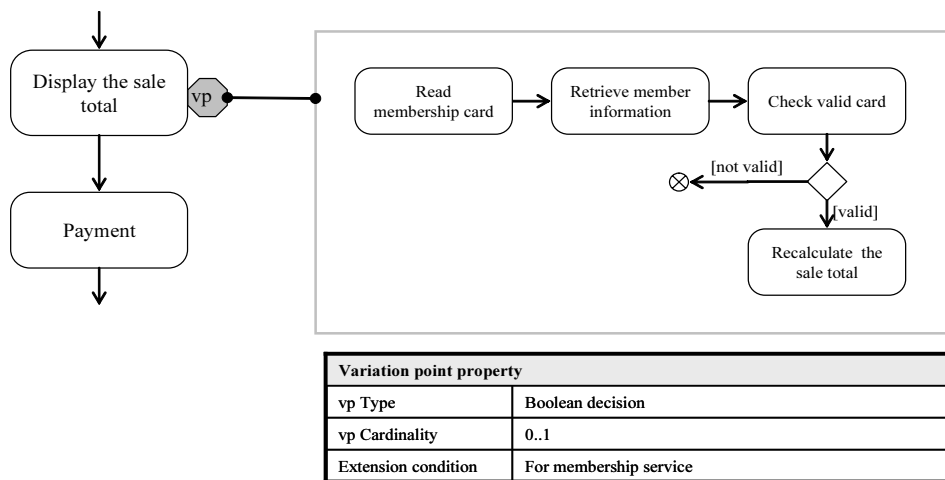 Display the sale
total
vp
Payment
Read
membership card
Retrieve member
information
Check valid card
[not valid]
[valid]
Recalculate the
sale total
Variation point property
vp Type Boolean decision
vp Cardinality 0..1
Extension condition For membership service